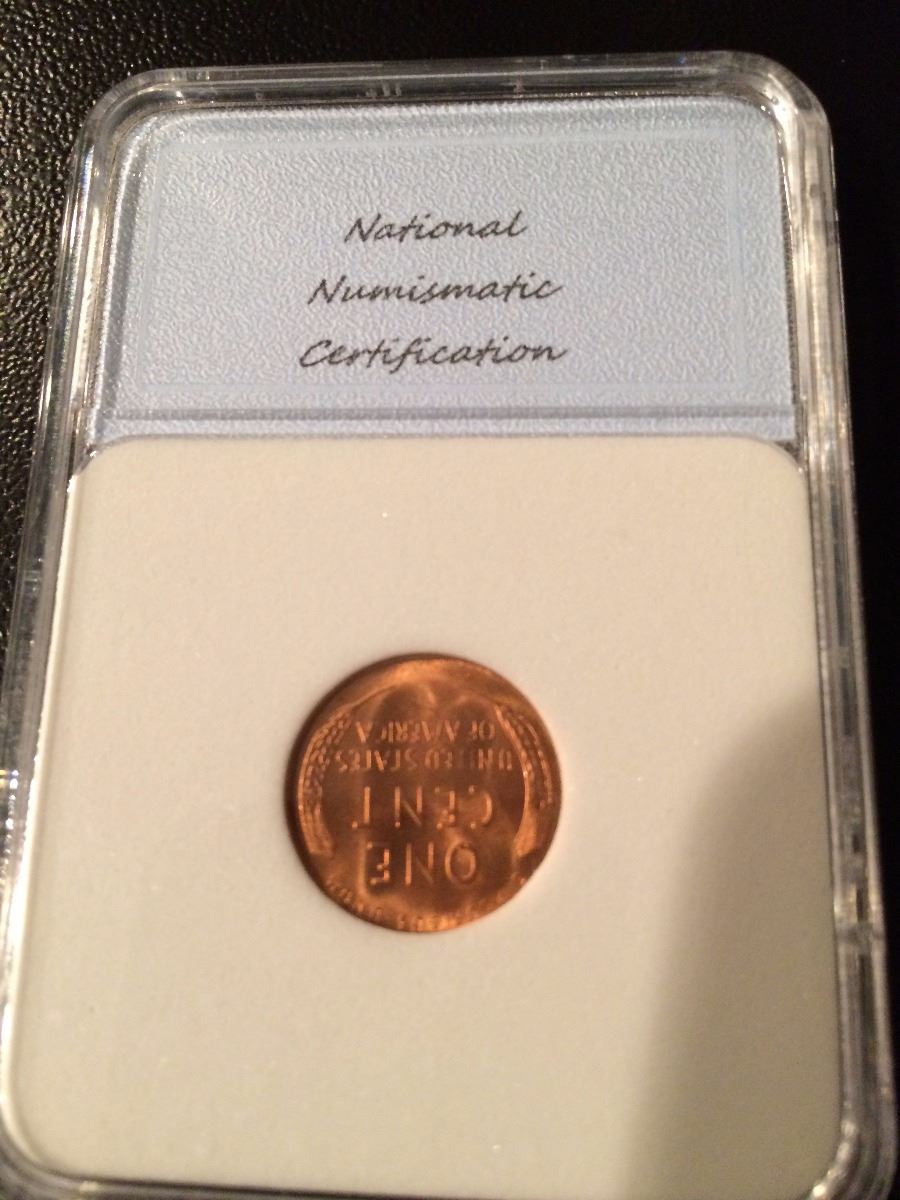 National
Numismatic
Certification
ONE
CENT
UNITED STATES
OF AMERICA